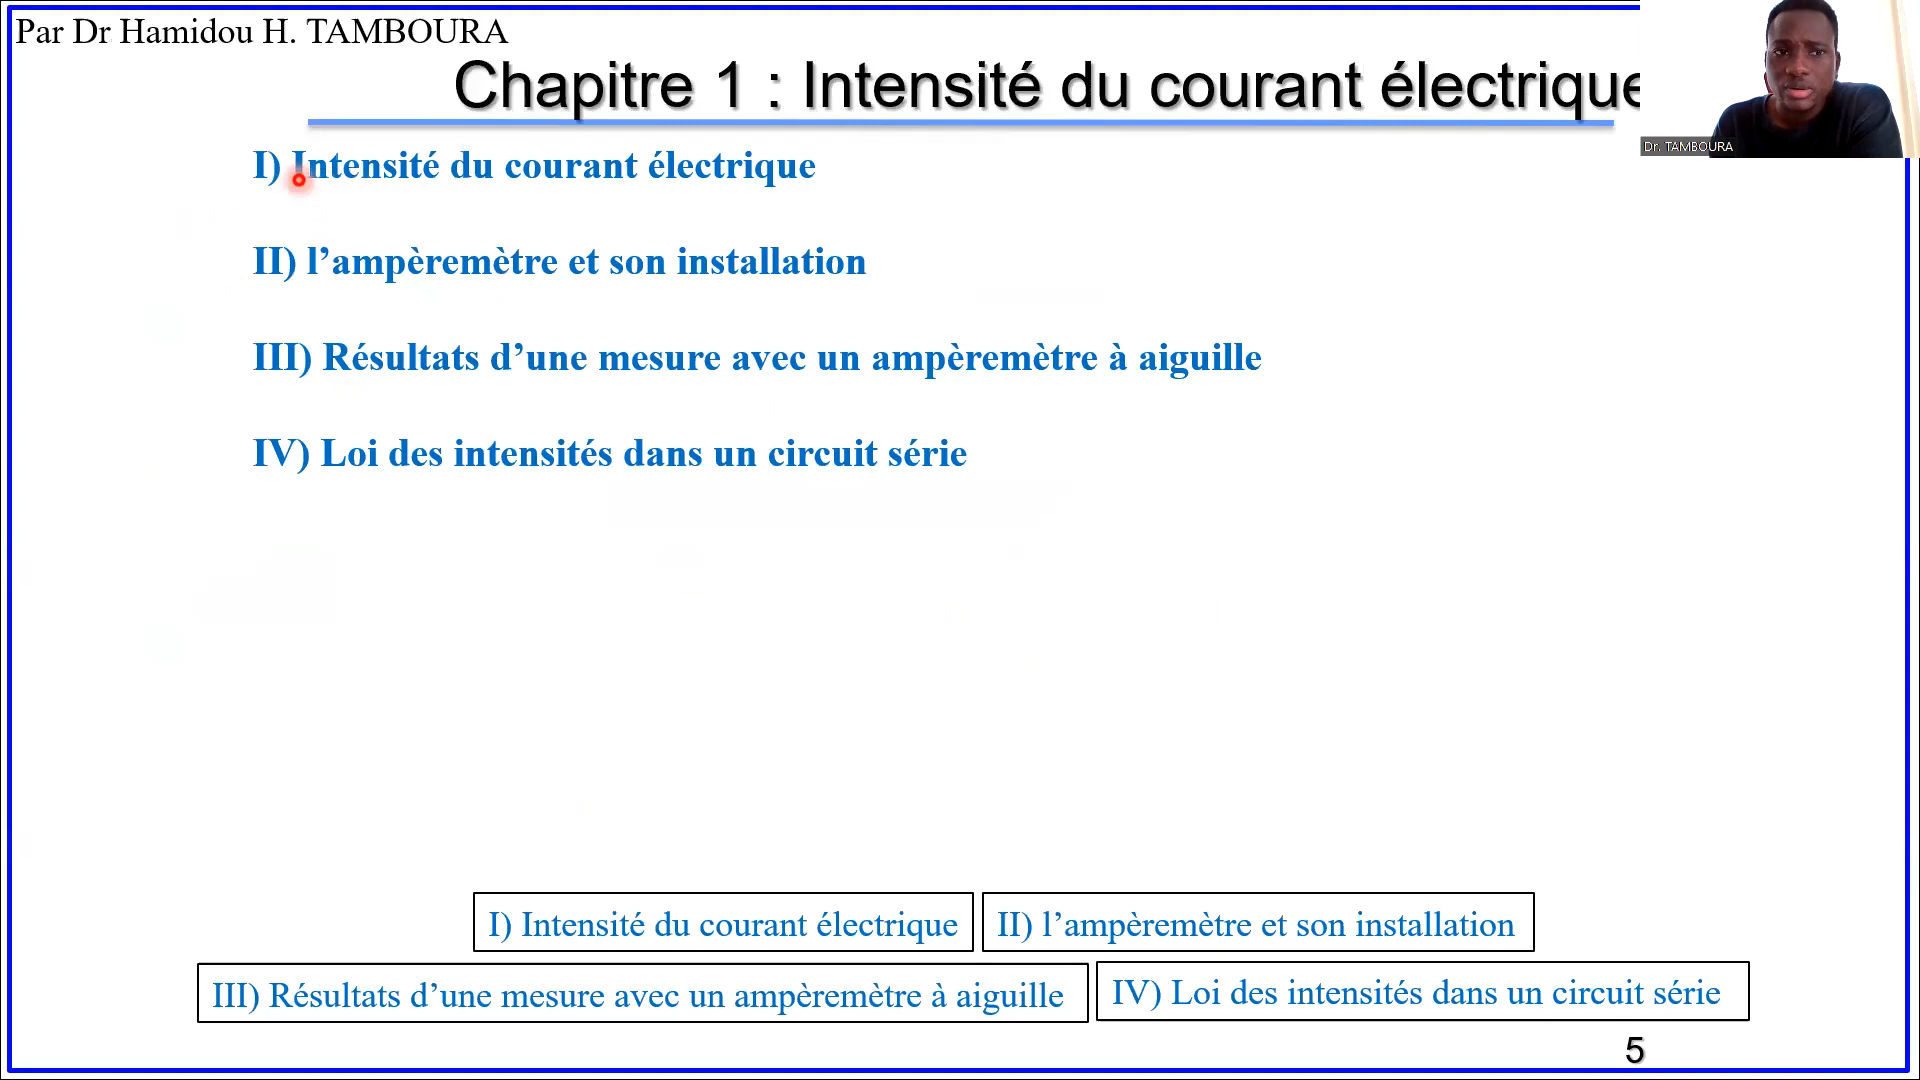 Par Dr Hamidou H. TAMBOURA
Chapitre 1 : Intensité du courant électrique
Dr. TAMBOURA
I) Intensité du courant électrique
II) l’ampèremètre et son installation
III) Résultats d’une mesure avec un ampèremètre à aiguille
IV) Loi des intensités dans un circuit série
I) Intensité du courant électrique
II) l’ampèremètre et son installation
III) Résultats d’une mesure avec un ampèremètre à aiguille
IV) Loi des intensités dans un circuit série
5